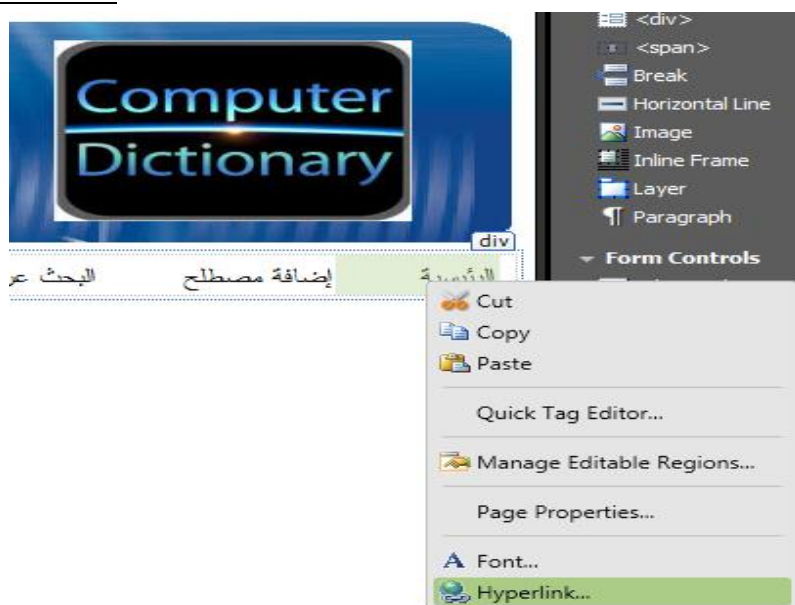 Computer
Dictionary
div
الرئيسية إضافة مصطلح البحث عن
Cut
Copy
Paste
Quick Tag Editor...
Manage Editable Regions...
Page Properties...
A Font...
Hyperlink...
<div>
<span>
Break
Horizontal Line
Image
Inline Frame
Layer
¶ Paragraph
Form Controls